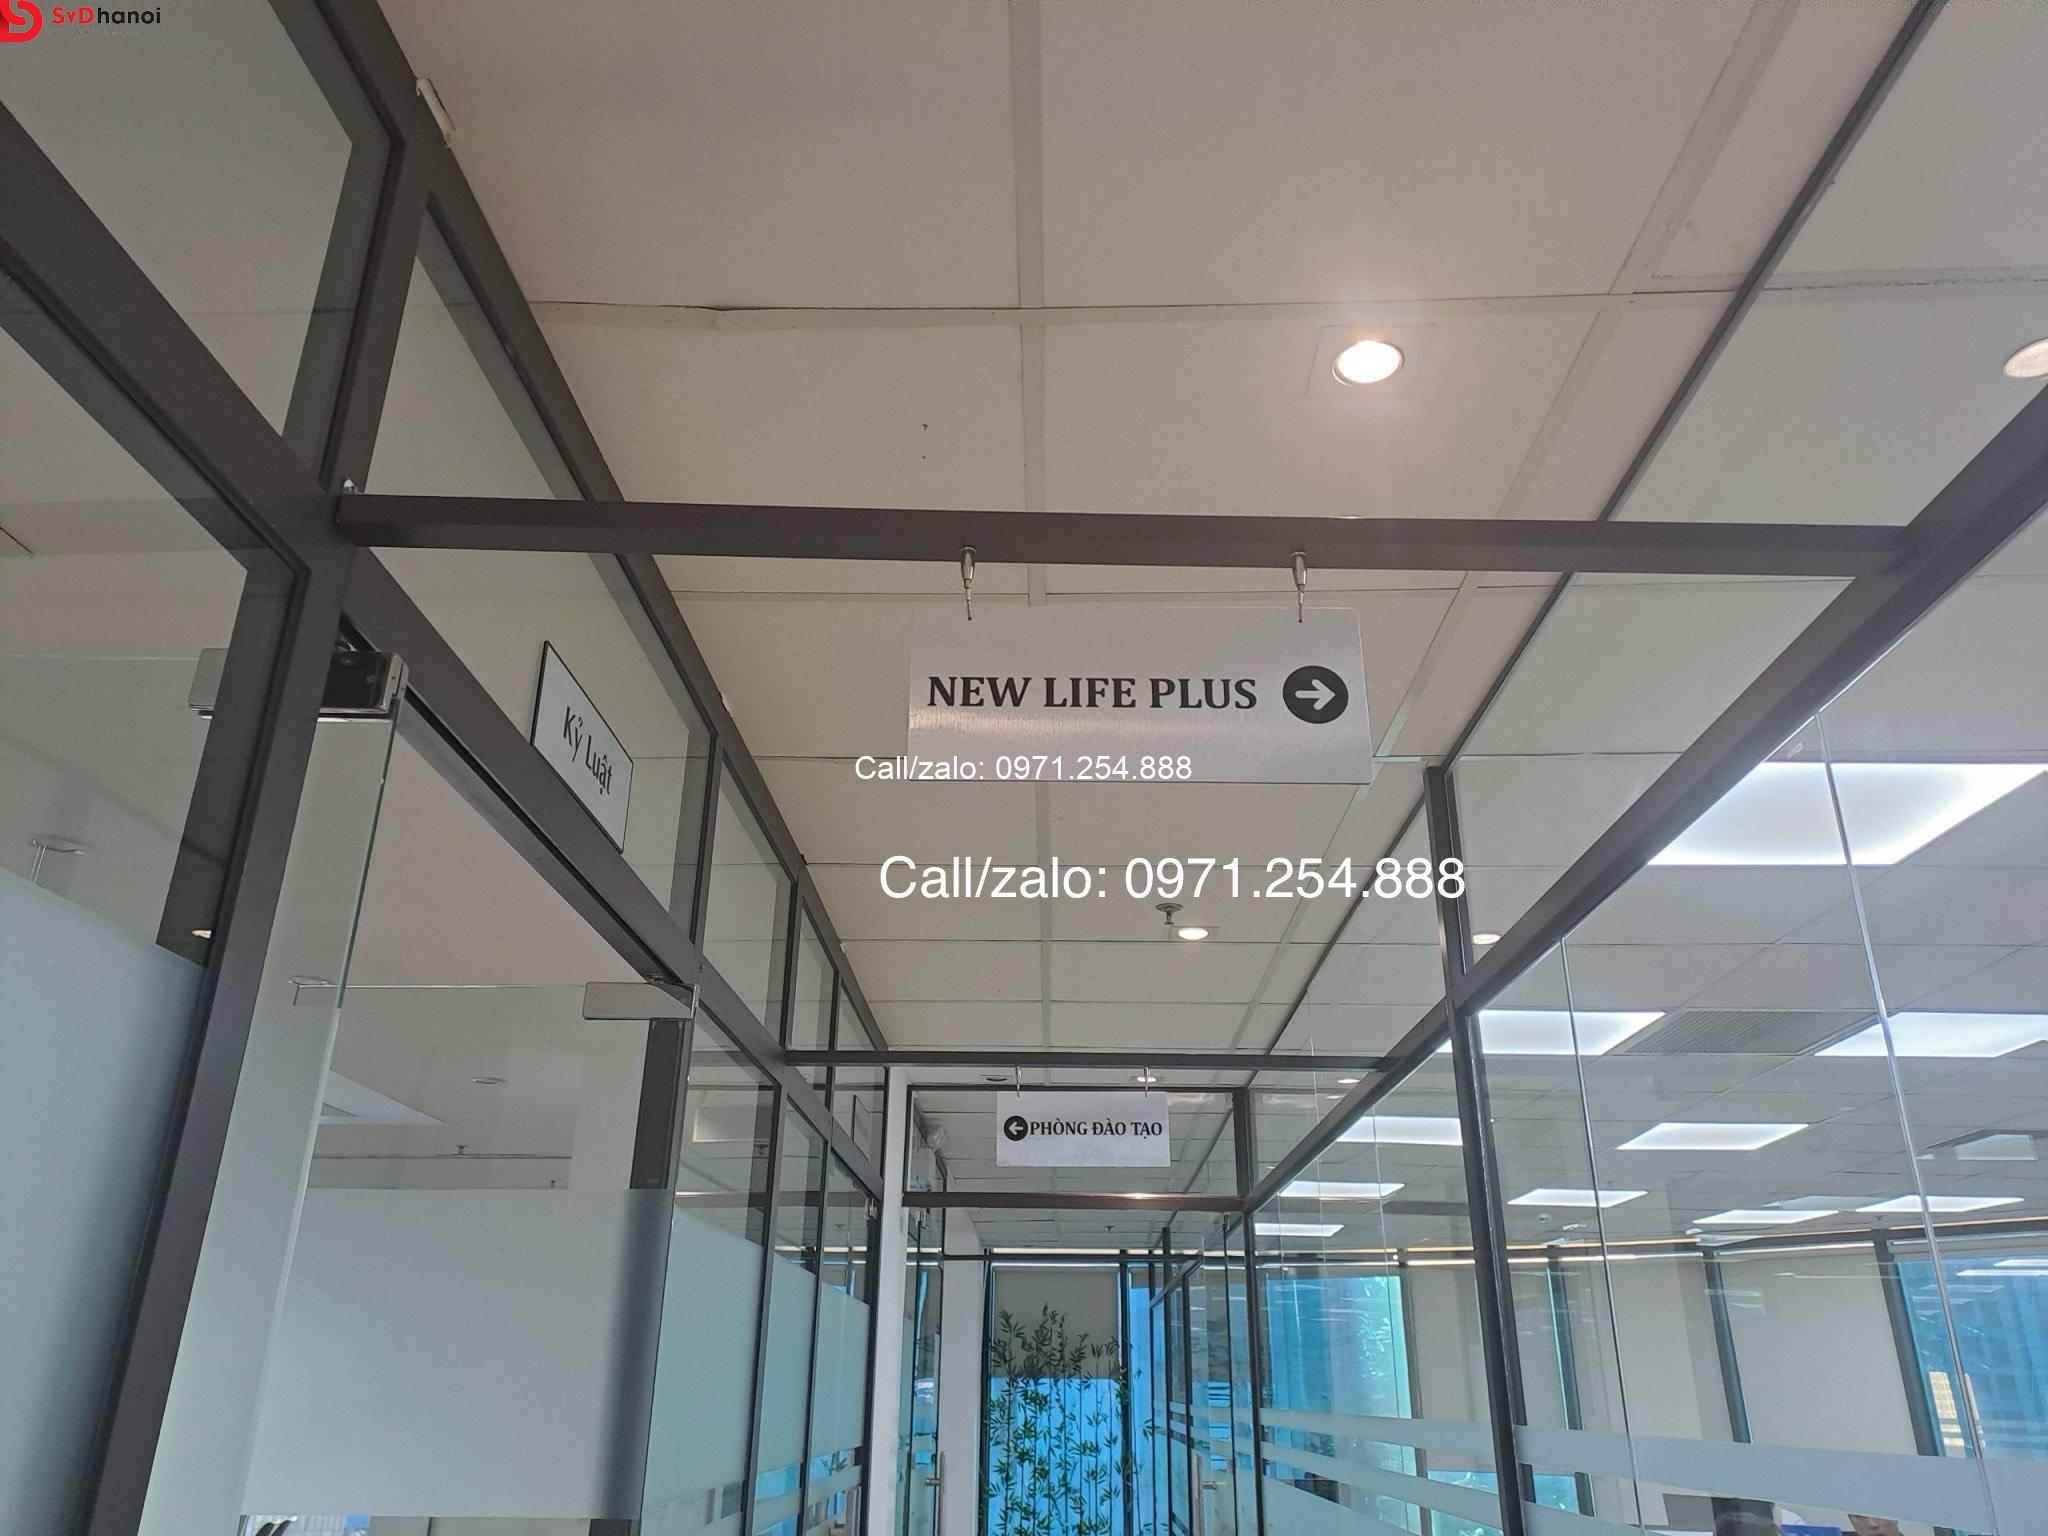 SvDhanoi
NEW LIFE PLUS
Kỷ Luật
Call/zalo: 0971.254.888
Call/zalo: 0971.254.888
PHÒNG ĐÀO TẠO